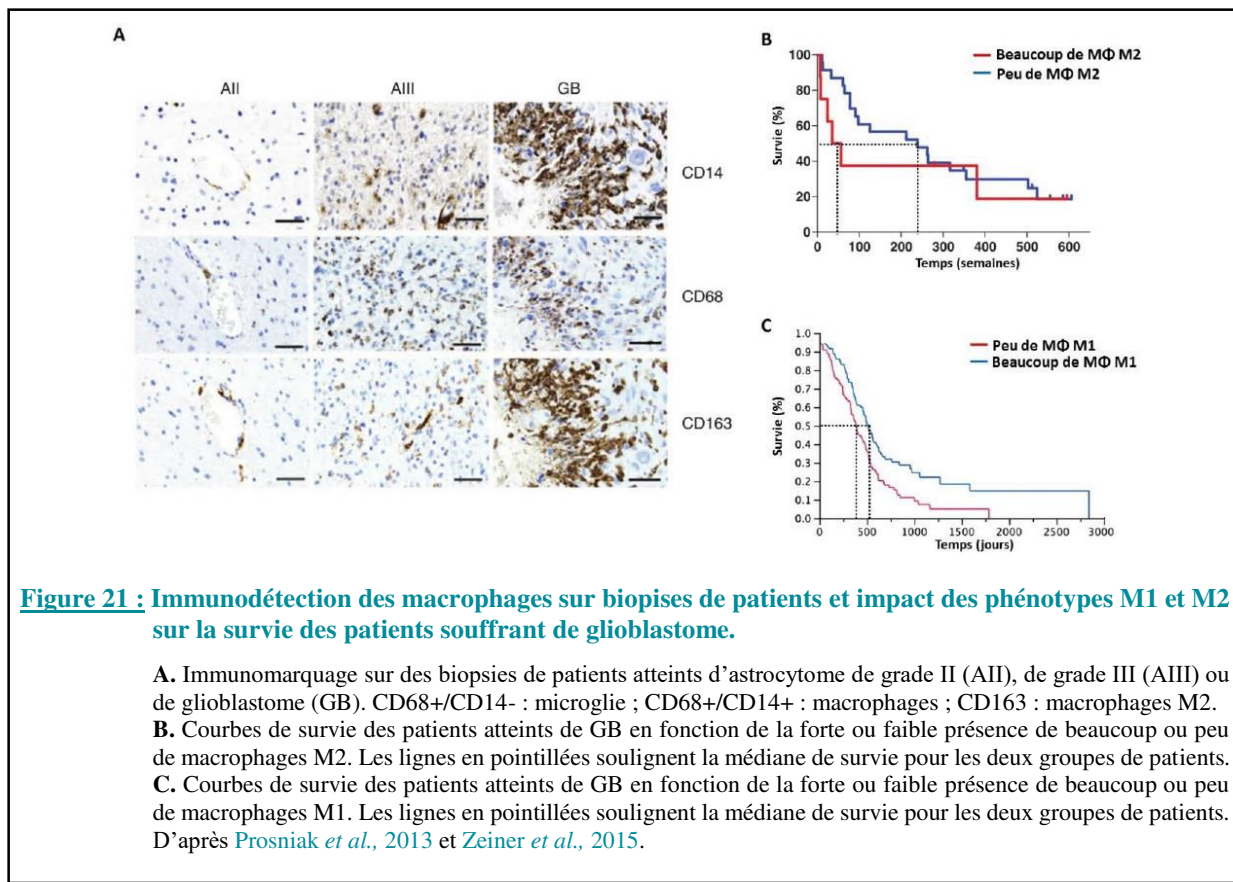 A
AII
AIII
GB
CD14
CD68
CD163
B
Beaucoup de MΦ M2
Peu de MΦ M2
Survie (%)
100
80
60
40
20
0
0
100
200
300
400
500
600
Temps (semaines)
C
Peu de MΦ M1
Beaucoup de MΦ M1
Survie (%)
1.0
0.9
0.8
0.7
0.6
0.5
0.4
0.3
0.2
0.1
0.0
0
500
1000
1500
2000
2500
3000
Temps (jours)
Figure 21 : Immunodétection des macrophages sur biopises de patients et impact des phénotypes M1 et M2
sur la survie des patients souffrant de glioblastome.
A. Immunomarquage sur des biopsies de patients atteints d’astrocytome de grade II (AII), de grade III (AIII) ou
de glioblastome (GB). CD68+/CD14- : microglie ; CD68+/CD14+ : macrophages ; CD163 : macrophages M2.
B. Courbes de survie des patients atteints de GB en fonction de la forte ou faible présence de beaucoup ou peu
de macrophages M2. Les lignes en pointillées soulignent la médiane de survie pour les deux groupes de patients.
C. Courbes de survie des patients atteints de GB en fonction de la forte ou faible présence de beaucoup ou peu
de macrophages M1. Les lignes en pointillées soulignent la médiane de survie pour les deux groupes de patients.
D’après Prosniak et al., 2013 et Zeiner et al., 2015.